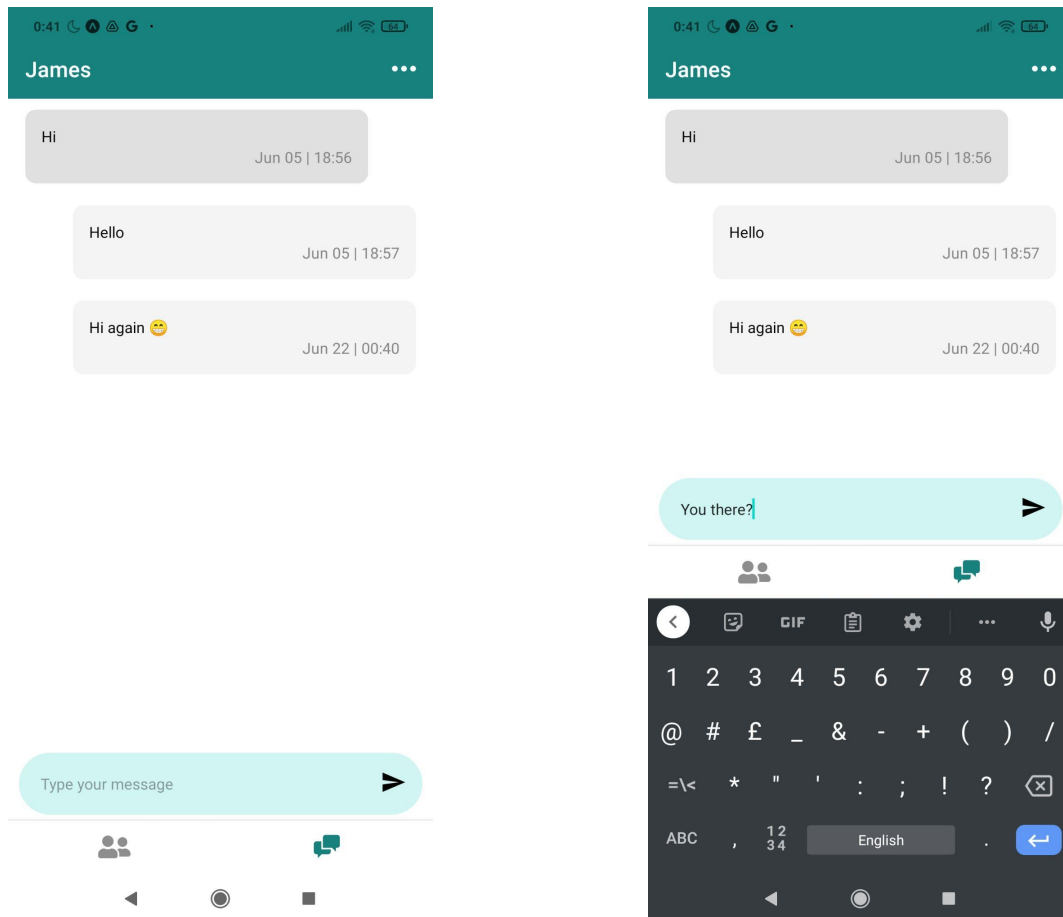 0:41 G 64
James
Hi
Jun 05 | 18:56
Hello
Jun 05 | 18:57
Hi again 😁
Jun 22 | 00:40
Type your message
0:41 G 64
James
Hi
Jun 05 | 18:56
Hello
Jun 05 | 18:57
Hi again 😁
Jun 22 | 00:40
You there?
GIF
1 2 3 4 5 6 7 8 9 0
@ # £ _ & - + ( ) /
=\< * " ' : ; ! ?
ABC , 12 34 English .